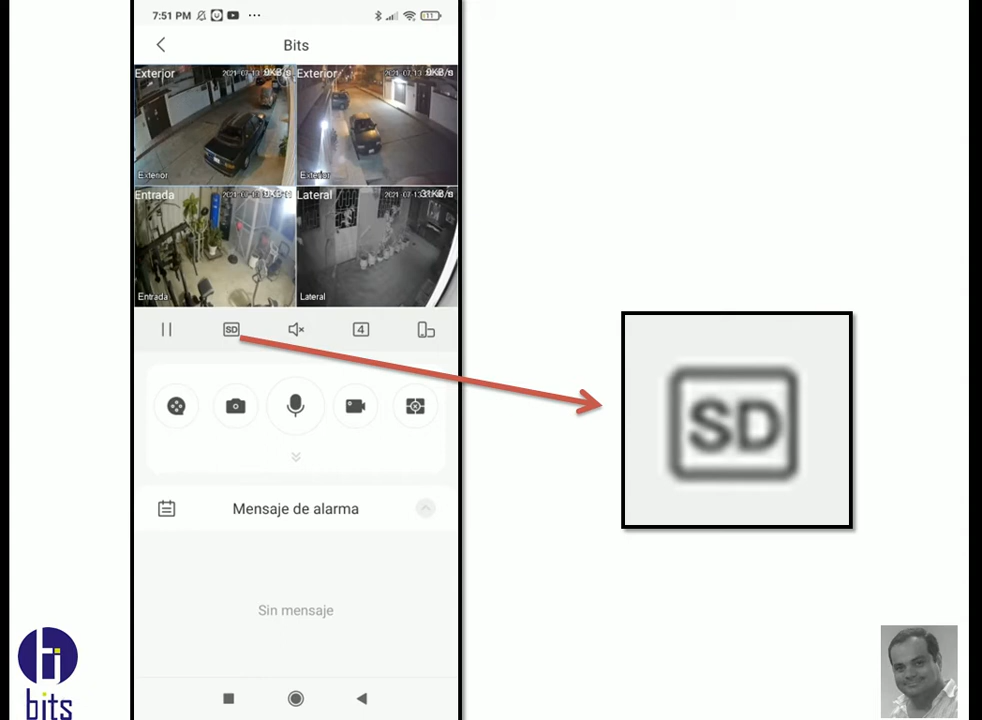 7:51 PM
11
Bits
Exterior
Exterior
Exterior
Exterior
Entrada
Lateral
Entrada
Lateral
SD
4
Mensaje de alarma
Sin mensaje
SD
bits